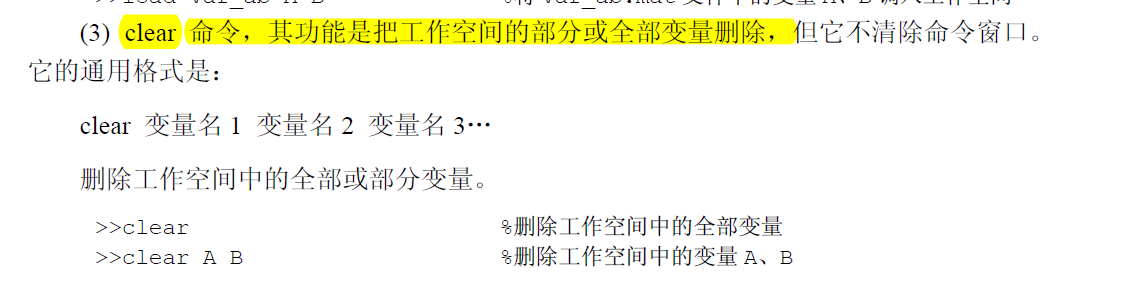 (3) clear 命令，其功能是把工作空间的部分或全部变量删除，但它不清除命令窗口。
它的通用格式是：
clear 变量名 1 变量名 2 变量名 3…
删除工作空间中的全部或部分变量。
>>clear %删除工作空间中的全部变量
>>clear A B %删除工作空间中的变量 A、B